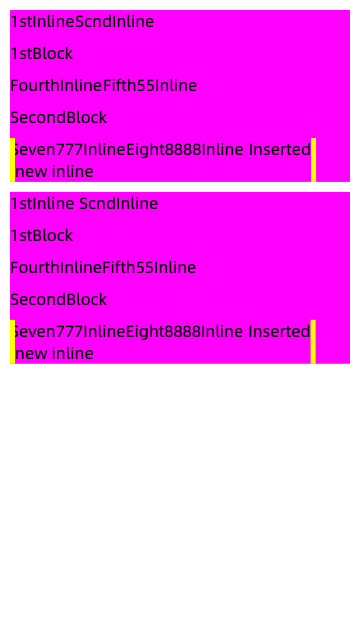 1stInlineScndInline
1stBlock
FourthInlineFifth55Inline
SecondBlock
Seven777InlineEight8888Inline Inserted
new inline
1stInline ScndInline
1stBlock
FourthInlineFifth55Inline
SecondBlock
Seven777InlineEight8888Inline Inserted
new inline